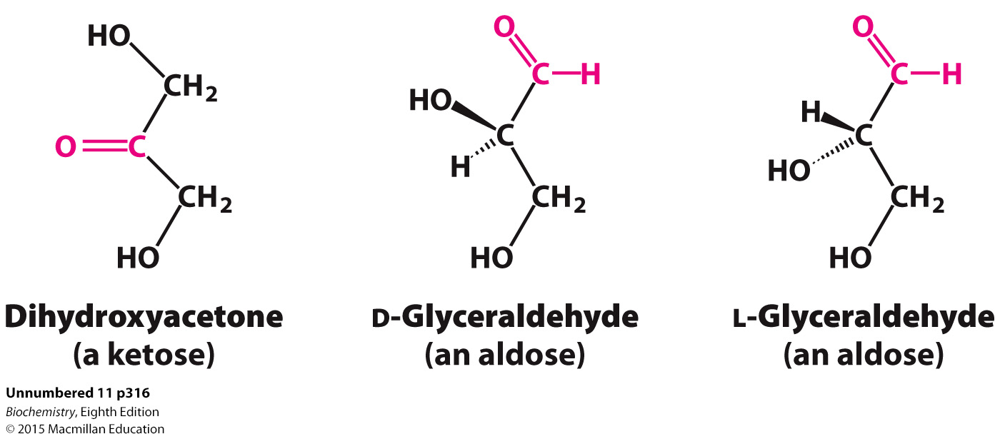 HO
CH2
O C
CH2
HO
Dihydroxyacetone
(a ketose)
O
C H
HO
C
H
CH2
HO
D-Glyceraldehyde
(an aldose)
O
C H
H
C
HO
CH2
HO
L-Glyceraldehyde
(an aldose)
Unnumbered 11 p316
Biochemistry, Eighth Edition
© 2015 Macmillan Education